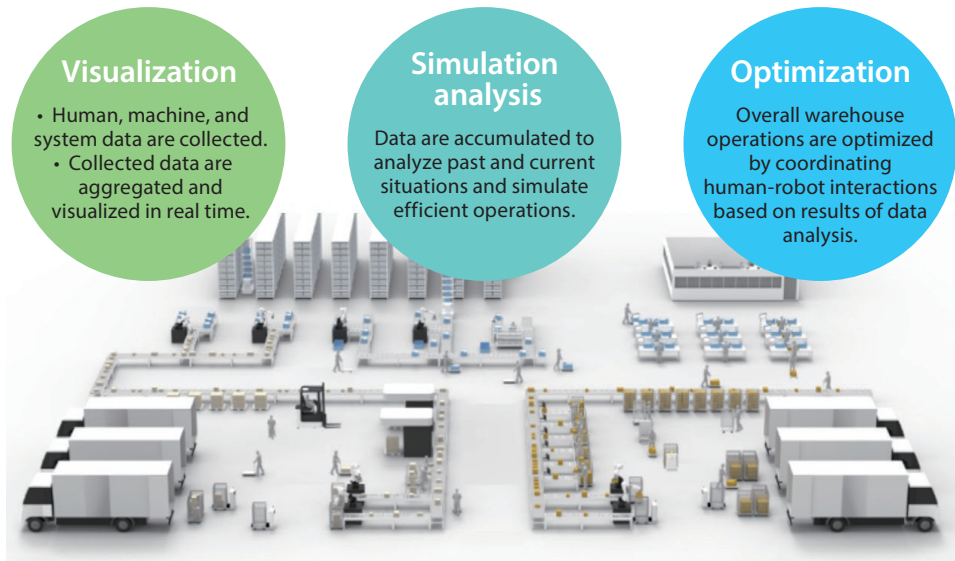 Visualization
• Human, machine, and
system data are collected.
• Collected data are
aggregated and
visualized in real time.
Simulation
analysis
Data are accumulated to
analyze past and current
situations and simulate
efficient operations.
Optimization
Overall warehouse
operations are optimized
by coordinating
human-robot interactions
based on results of data
analysis.